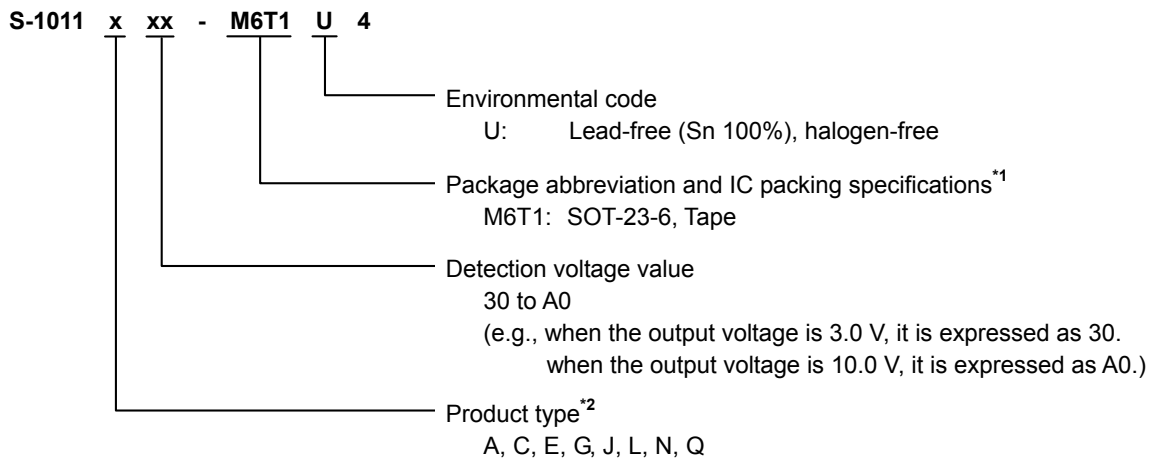 S-1011 x xx - M6T1 U 4
Environmental code
U: Lead-free (Sn 100%), halogen-free
Package abbreviation and IC packing specifications*1
M6T1: SOT-23-6, Tape
Detection voltage value
30 to A0
(e.g., when the output voltage is 3.0 V, it is expressed as 30.
when the output voltage is 10.0 V, it is expressed as A0.)
Product type*2
A, C, E, G, J, L, N, Q